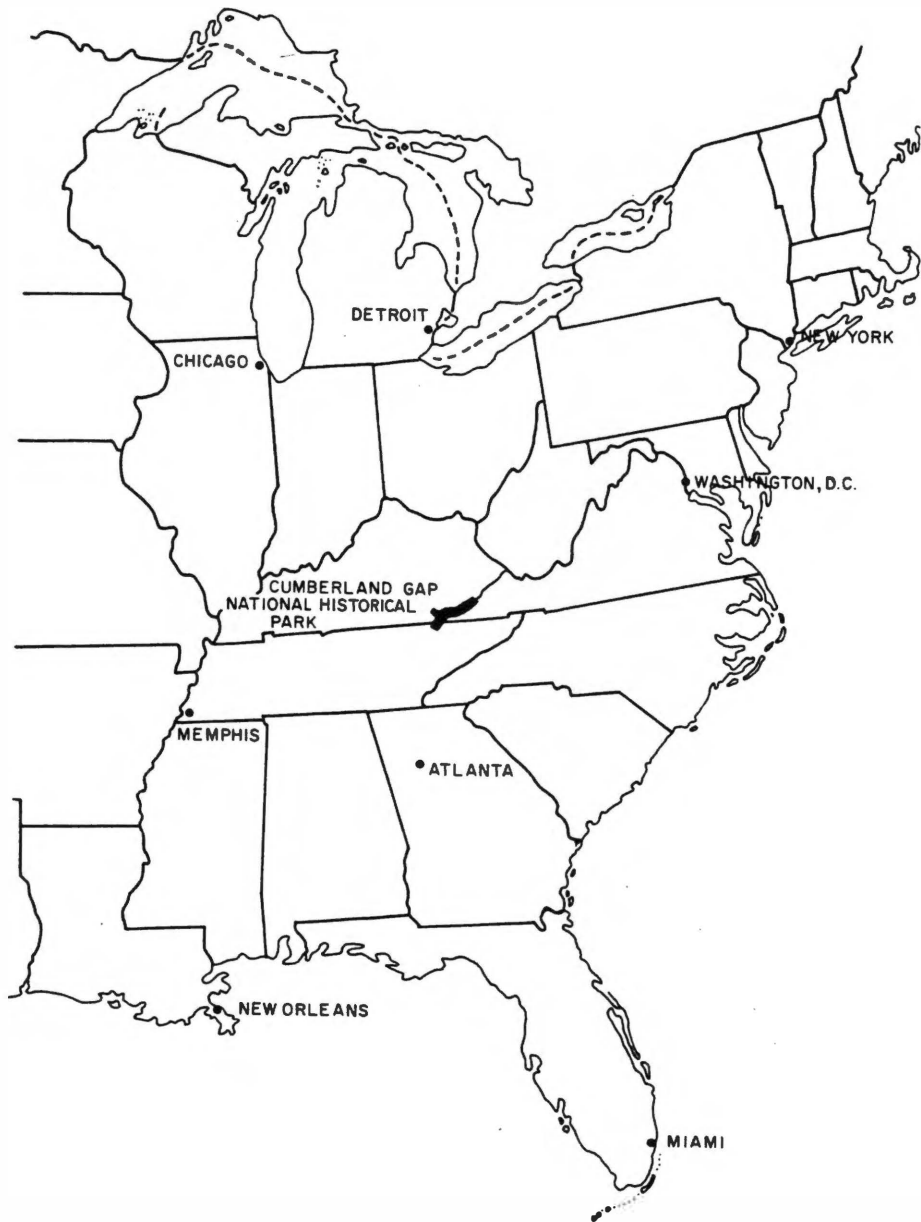 DETROIT
CHICAGO
NEW YORK
WASHINGTON, D.C.
CUMBERLAND GAP
NATIONAL HISTORICAL
PARK
MEMPHIS
ATLANTA
NEW ORLEANS
MIAMI